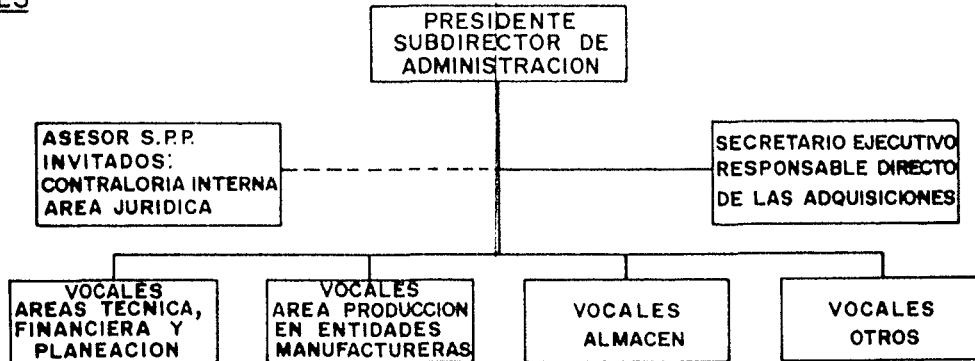 ES
PRESIDENTE
SUBDIRECTOR DE
ADMINISTRACION
ASESOR S.P.P.
INVITADOS:
CONTRALORIA INTERNA
AREA JURIDICA
SECRETARIO EJECUTIVO
RESPONSABLE DIRECTO
DE LAS ADQUISICIONES
VOCALES
AREAS TECNICA,
FINANCIERA Y
PLANEACION
VOCALES
AREA PRODUCCION
EN ENTIDADES
MANUFACTURERAS
VOCALES
ALMACEN
VOCALES
OTROS